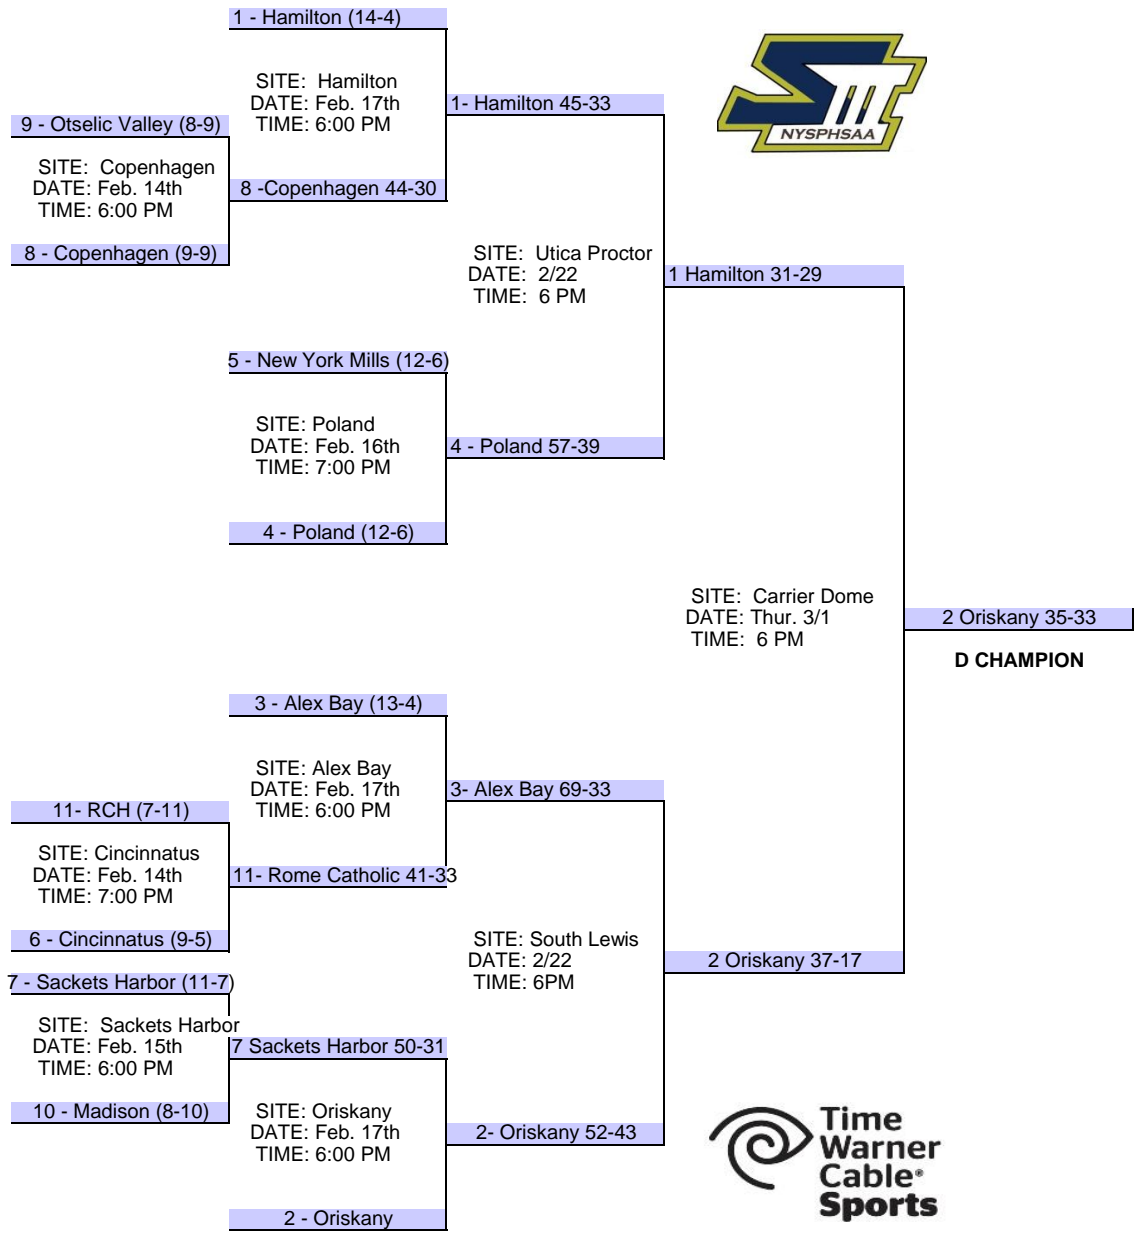 1 - Hamilton (14-4)
SITE:  Hamilton
DATE: Feb. 17th
TIME: 6:00 PM
1- Hamilton 45-33
9 - Otselic Valley (8-9)
SITE:  Copenhagen
DATE: Feb. 14th
TIME: 6:00 PM
8 -Copenhagen 44-30
8 - Copenhagen (9-9)
NYSPHSAA
SITE:  Utica Proctor
DATE:  2/22
TIME:  6 PM
1 Hamilton 31-29
5 - New York Mills (12-6)
SITE: Poland
DATE: Feb. 16th
TIME: 7:00 PM
4 - Poland 57-39
4 - Poland (12-6)
SITE:  Carrier Dome
DATE: Thur. 3/1
TIME:  6 PM
2 Oriskany 35-33
D CHAMPION
3 - Alex Bay (13-4)
SITE: Alex Bay
DATE: Feb. 17th
TIME: 6:00 PM
3- Alex Bay 69-33
11- RCH (7-11)
SITE: Cincinnatus
DATE: Feb. 14th
TIME: 7:00 PM
11- Rome Catholic 41-33
6 - Cincinnatus (9-5)
SITE: South Lewis
DATE: 2/22
TIME: 6PM
2 Oriskany 37-17
7 - Sackets Harbor (11-7)
SITE:  Sackets Harbor
DATE: Feb. 15th
TIME: 6:00 PM
7 Sackets Harbor 50-31
10 - Madison (8-10)
SITE: Oriskany
DATE: Feb. 17th
TIME: 6:00 PM
2- Oriskany 52-43
2 - Oriskany
Time
Warner
Cable®
Sports